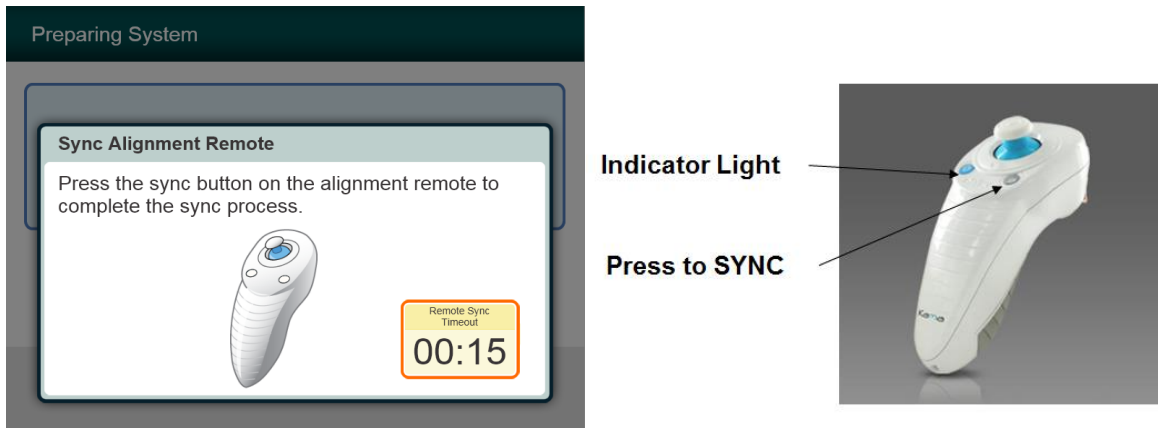 Preparing System
Sync Alignment Remote
Press the sync button on the alignment remote to
complete the sync process.
Remote Sync
Timeout
00:15
Indicator Light
Press to SYNC